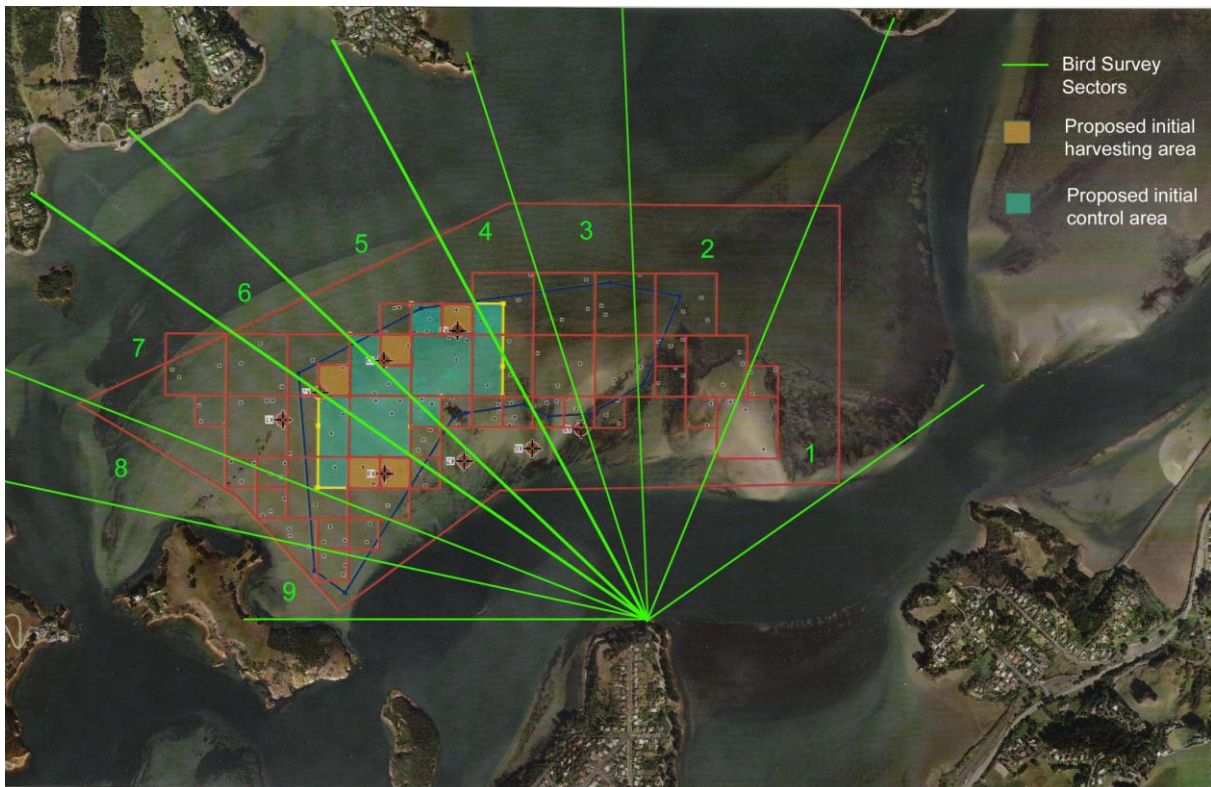 Bird Survey
Sectors
Proposed initial
harvesting area
Proposed initial
control area
4
3
2
5
6
7
1
8
9